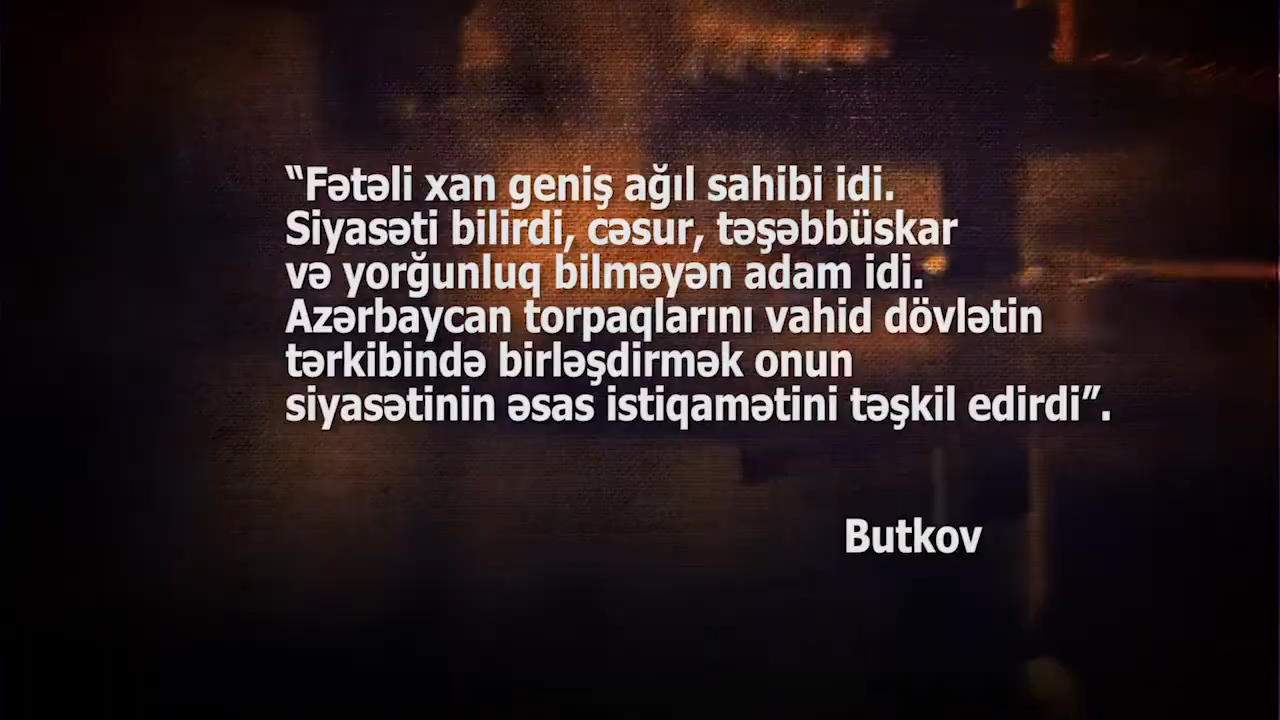 “Fətəli xan geniş ağıl sahibi idi.
Siyasəti bilirdi, cəsur, təşəbbüskar
və yorğunluq bilməyən adam idi.
Azərbaycan torpaqlarını vahid dövlətin
tərkibində birləşdirmək onun
siyasətinin əsas istiqamətini təşkil edirdi”.
Butkov